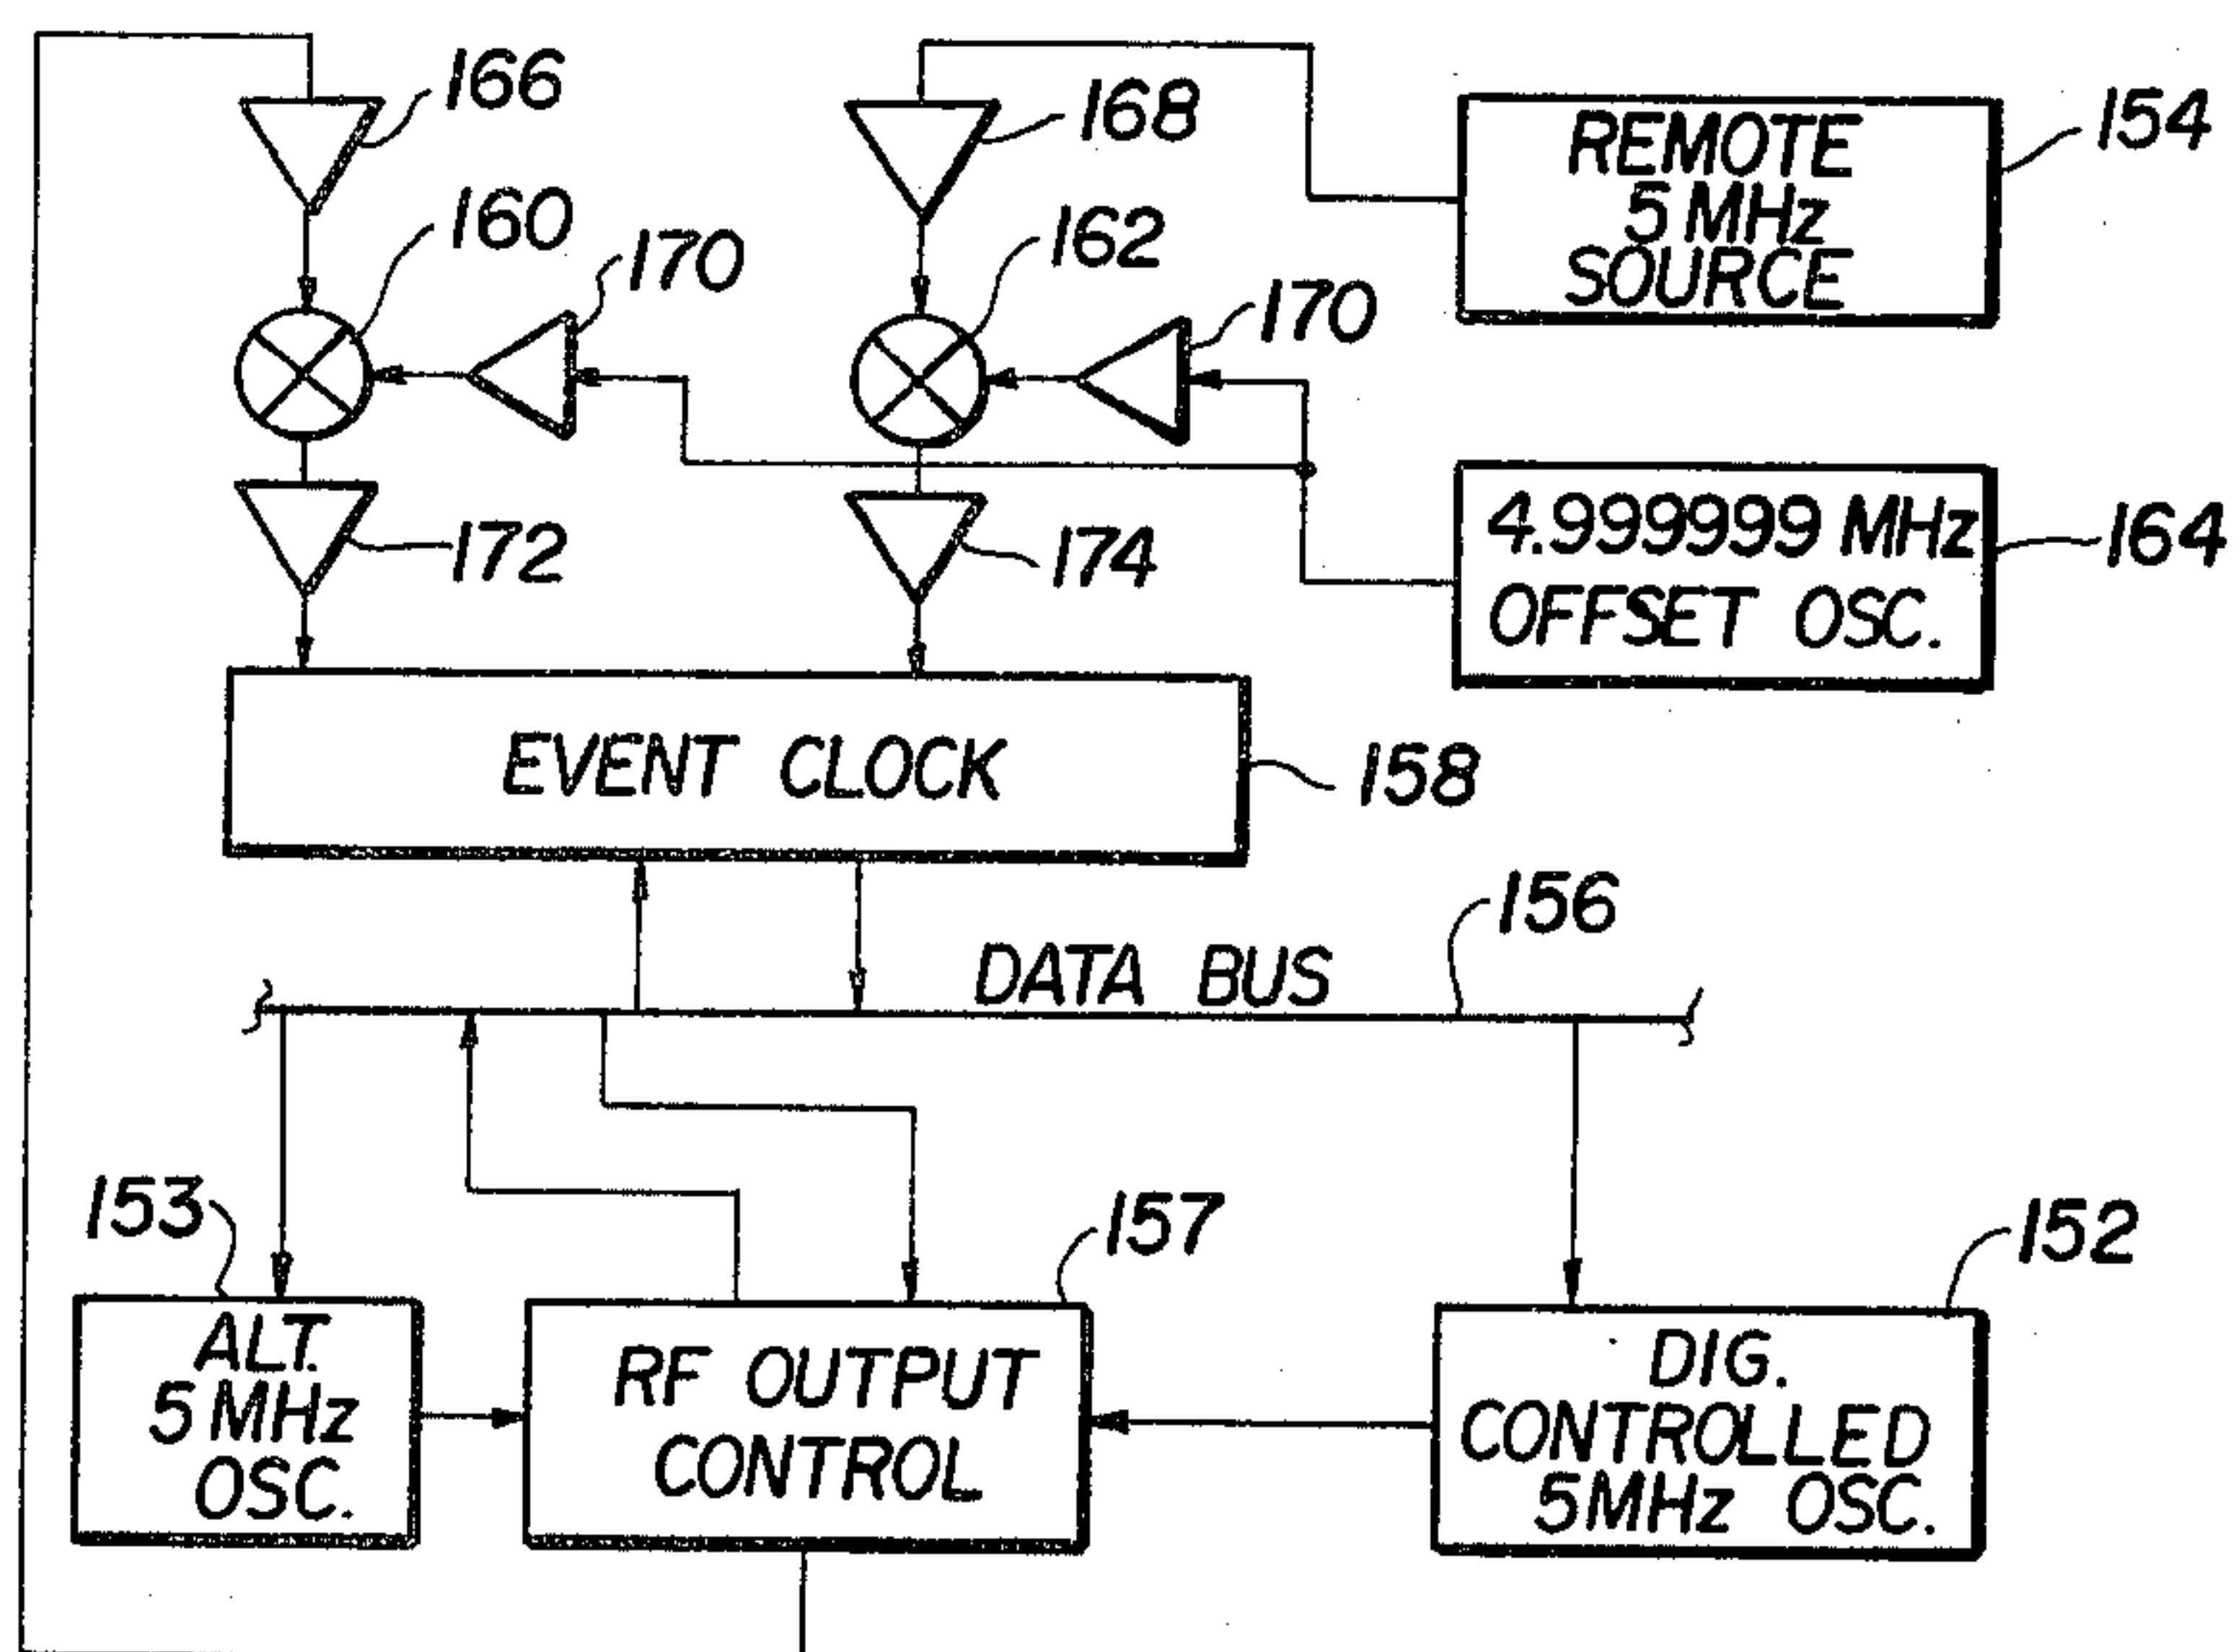 166
168
REMOTE
5 MHz
SOURCE
154
160
170
162
170
4.999999 MHz
OFFSET OSC.
164
172
174
EVENT CLOCK
158
156
DATA BUS
153
157
152
ALT.
5 MHz
OSC.
RF OUTPUT
CONTROL
DIG.
CONTROLLED
5MHz OSC.